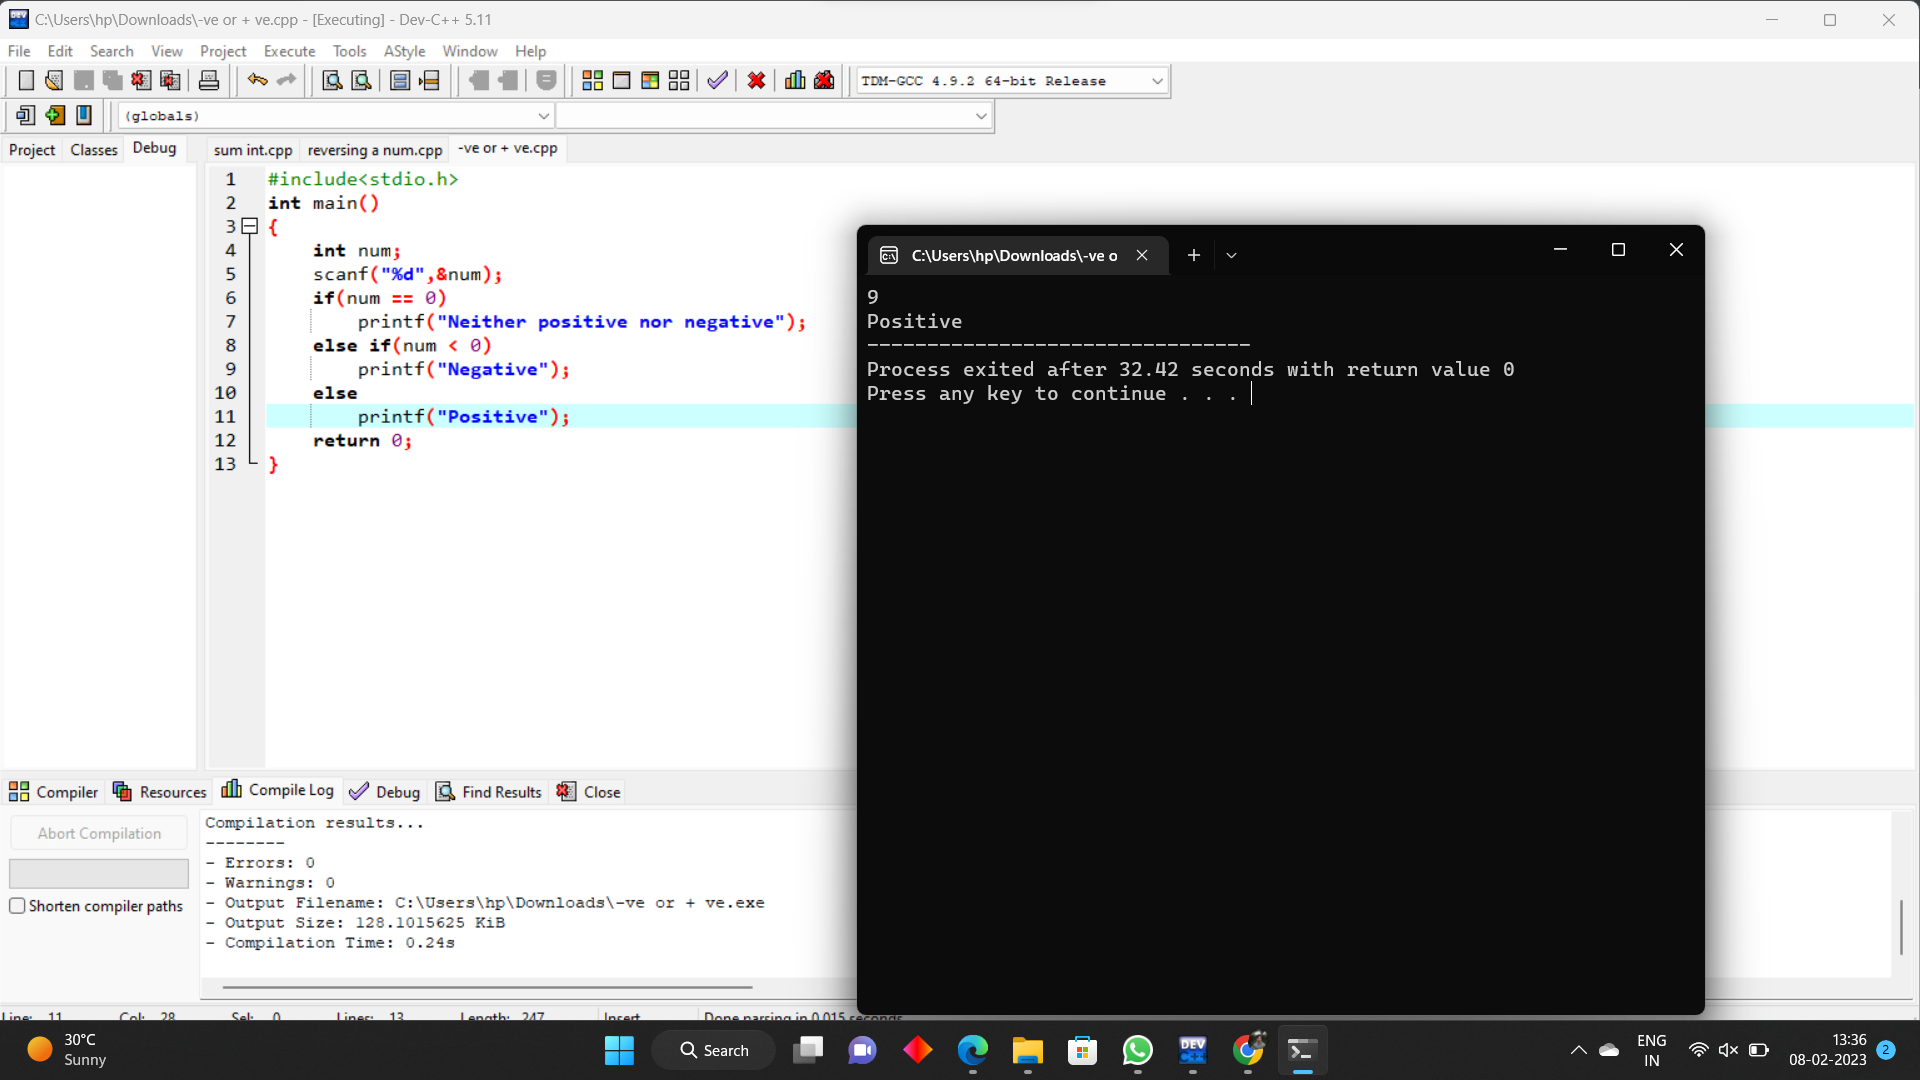 C:\Users\hp\Downloads\-ve or + ve.cpp - [Executing] - Dev-C++ 5.11
File Edit Search View Project Execute Tools AStyle Window Help
TDM-GCC 4.9.2 64-bit Release
(globals)
Project Classes Debug
sum int.cpp reversing a num.cpp -ve or + ve.cpp
1 #include<stdio.h>
2 int main()
3 {
4 int num;
5 scanf("%d",&num);
6 if(num == 0)
7 printf("Neither positive nor negative");
8 else if(num < 0)
9 printf("Negative");
10 else
11 printf("Positive");
12 return 0;
13 }
C:\Users\hp\Downloads\-ve o
9
Positive
--------------------------------
Process exited after 32.42 seconds with return value 0
Press any key to continue . . .
Compiler Resources Compile Log Debug Find Results Close
Abort Compilation
Shorten compiler paths
Compilation results...
--------
- Errors: 0
- Warnings: 0
- Output Filename: C:\Users\hp\Downloads\-ve or + ve.exe
- Output Size: 128.1015625 KiB
- Compilation Time: 0.24s
Line: 11 Col: 28 Sel: 0 Lines: 13 Length: 247 Insert Done parsing in 0.015 seconds
30°C
Sunny
Search
DEV
C++
ENG
IN
13:36
08-02-2023
2